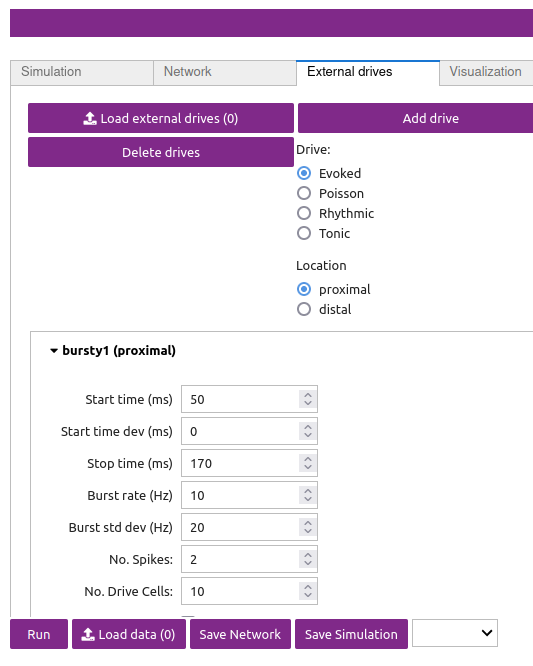 Simulation
Network
External drives
Visualization
Load external drives (0)
Add drive
Delete drives
Drive:
Evoked
Poisson
Rhythmic
Tonic
Location
proximal
distal
bursty1 (proximal)
Start time (ms) 50
Start time dev (ms) 0
Stop time (ms) 170
Burst rate (Hz) 10
Burst std dev (Hz) 20
No. Spikes: 2
No. Drive Cells: 10
Run
Load data (0)
Save Network
Save Simulation